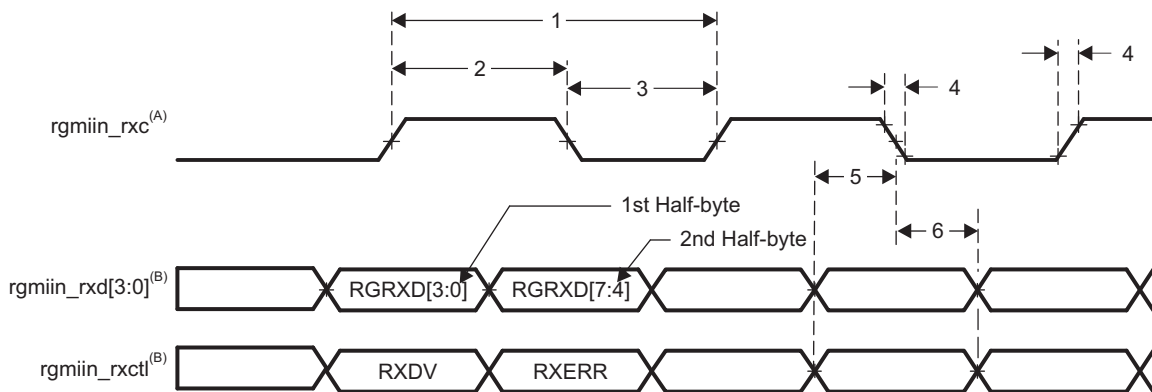 1
2
3
4
4
rgmiin_rxc(A)
5
1st Half-byte
6
2nd Half-byte
rgmiin_rxd[3:0](B)
RGRXD[3:0]
RGRXD[7:4]
rgmiin_rxctl(B)
RXDV
RXERR